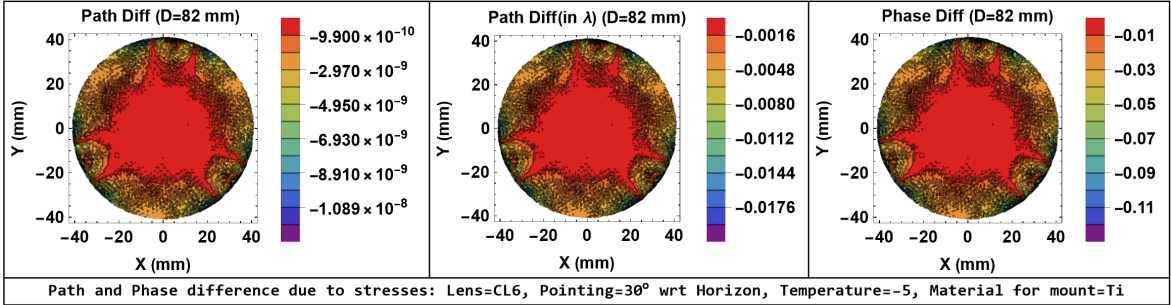 Path Diff (D=82 mm)
40
20
0
−20
−40
Y (mm)
−40 −20 0 20 40
X (mm)
−9.900 × 10⁻¹⁰
−2.970 × 10⁻⁹
−4.950 × 10⁻⁹
−6.930 × 10⁻⁹
−8.910 × 10⁻⁹
−1.089 × 10⁻⁸
Path Diff(in λ) (D=82 mm)
40
20
0
−20
−40
Y (mm)
−40 −20 0 20 40
X (mm)
−0.0016
−0.0048
−0.0080
−0.0112
−0.0144
−0.0176
Phase Diff (D=82 mm)
40
20
0
−20
−40
Y (mm)
−40 −20 0 20 40
X (mm)
−0.01
−0.03
−0.05
−0.07
−0.09
−0.11
Path and Phase difference due to stresses: Lens=CL6, Pointing=30° wrt Horizon, Temperature=−5, Material for mount=Ti